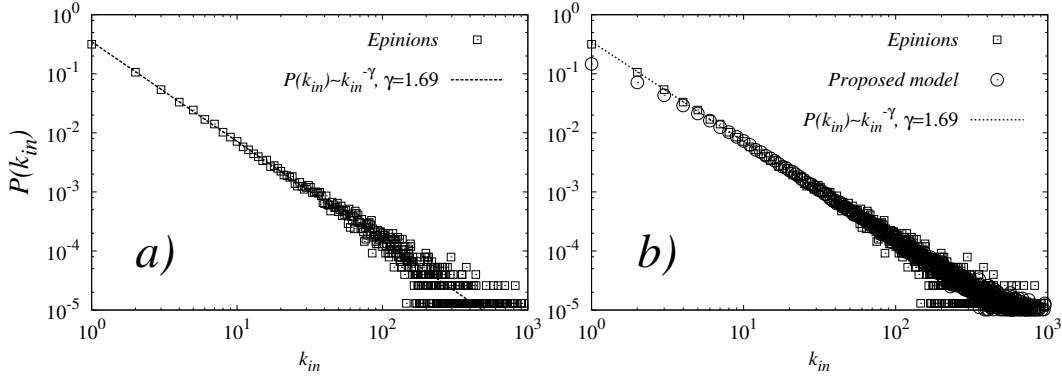 10^0
10^-1
10^-2
10^-3
10^-4
10^-5
P(k_in)
Epinions
P(k_in)~k_in^-γ, γ=1.69
a)
10^0 10^1 10^2 10^3
k_in
10^0
10^-1
10^-2
10^-3
10^-4
10^-5
Epinions
Proposed model
P(k_in)~k_in^-γ, γ=1.69
b)
10^0 10^1 10^2 10^3
k_in